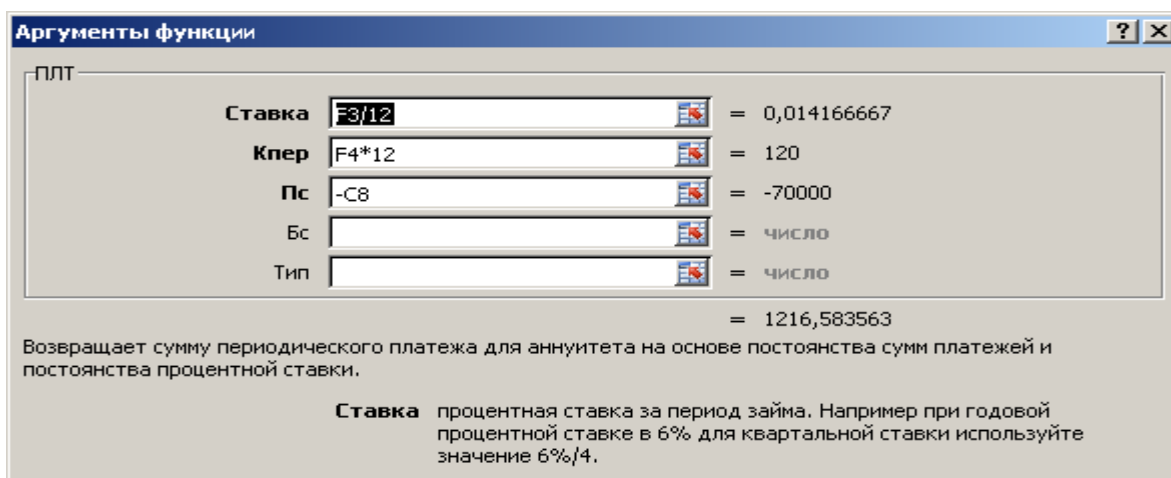 Аргументы функции
ПЛТ
Ставка F3/12 = 0,014166667
Кпер F4*12 = 120
Пс -C8 = -70000
Бс = число
Тип = число
= 1216,583563
Возвращает сумму периодического платежа для аннуитета на основе постоянства сумм платежей и
постоянства процентной ставки.
Ставка процентная ставка за период займа. Например при годовой
процентной ставке в 6% для квартальной ставки используйте
значение 6%/4.